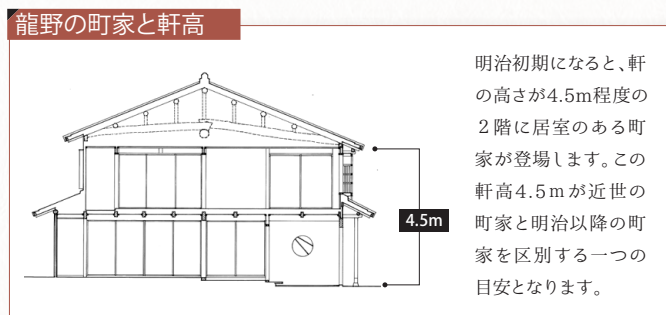 龍野の町家と軒高
明治初期になると、軒
の高さが4.5m程度の
２階に居室のある町
家が登場します。この
軒高4.5ｍが近世の
町家と明治以降の町
家を区別する一つの
目安となります。
4.5m